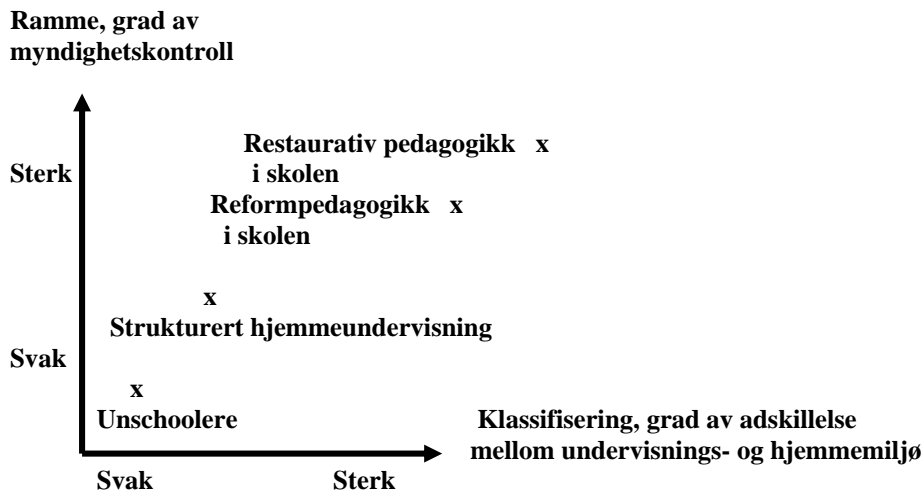 Ramme, grad av
myndighetskontroll
Restaurativ pedagogikk x
Sterk
i skolen
Reformpedagogikk x
i skolen
x
Strukturert hjemmeundervisning
Svak
x
Unschoolere
Klassifisering, grad av adskillelse
mellom undervisnings- og hjemmemiljø
Svak Sterk